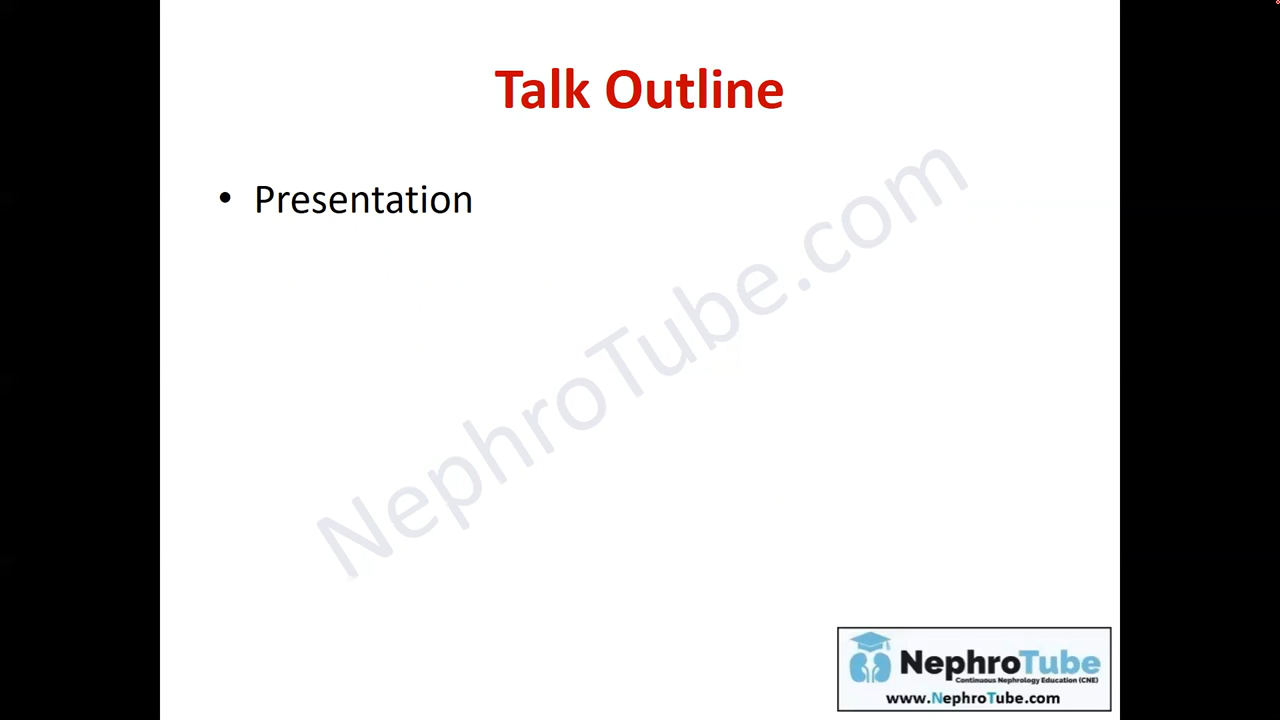 Talk Outline
• Presentation
NephroTube.com
NephroTube
Continuous Nephrology Education (CNE)
www.NephroTube.com